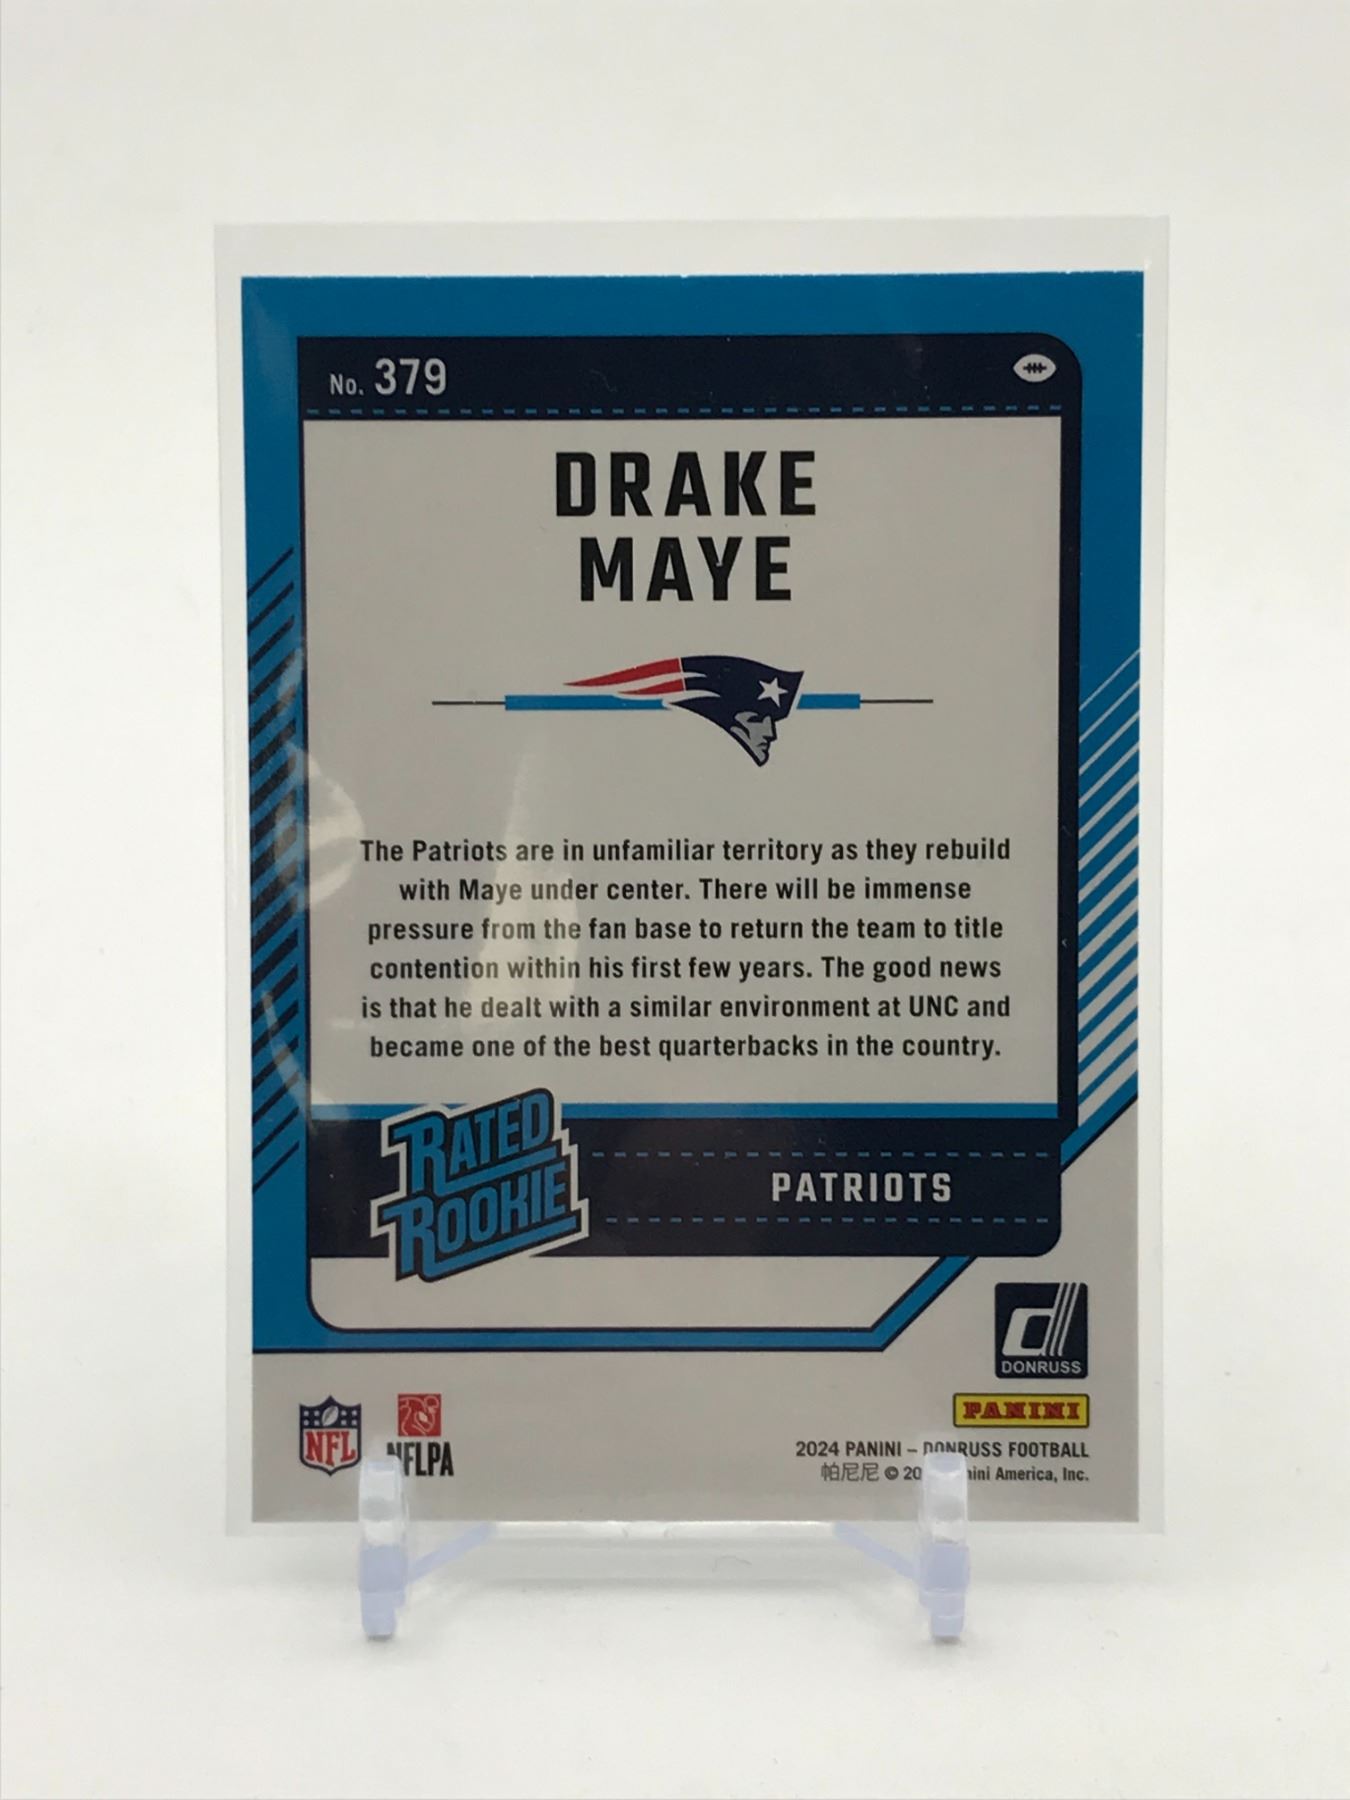 No. 379
DRAKE
MAYE
The Patriots are in unfamiliar territory as they rebuild
with Maye under center. There will be immense
pressure from the fan base to return the team to title
contention within his first few years. The good news
is that he dealt with a similar environment at UNC and
became one of the best quarterbacks in the country.
RATED
ROOKIE
PATRIOTS
DONRUSS
PANINI
NFL
NFLPA
2024 PANINI – DONRUSS FOOTBALL
帕尼尼 © America, Inc.